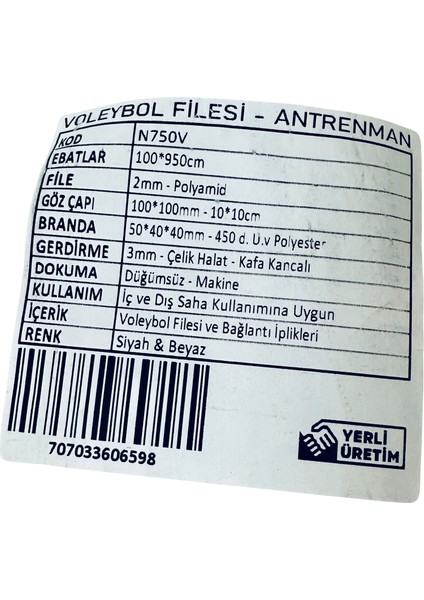 VOLEYBOL FİLESİ - ANTRENMAN
KOD N750V
EBATLAR 100*950cm
FİLE 2mm - Polyamid
GÖZ ÇAPI 100*100mm - 10*10cm
BRANDA 50*40*40mm - 450 d. U.v Polyester
GERDİRME 3mm - Çelik Halat - Kafa Kancalı
DOKUMA Düğümsüz - Makine
KULLANIM İç ve Dış Saha Kullanımına Uygun
İÇERİK Voleybol Filesi ve Bağlantı İplikleri
RENK Siyah & Beyaz
707033606598
YERLİ
ÜRETİM